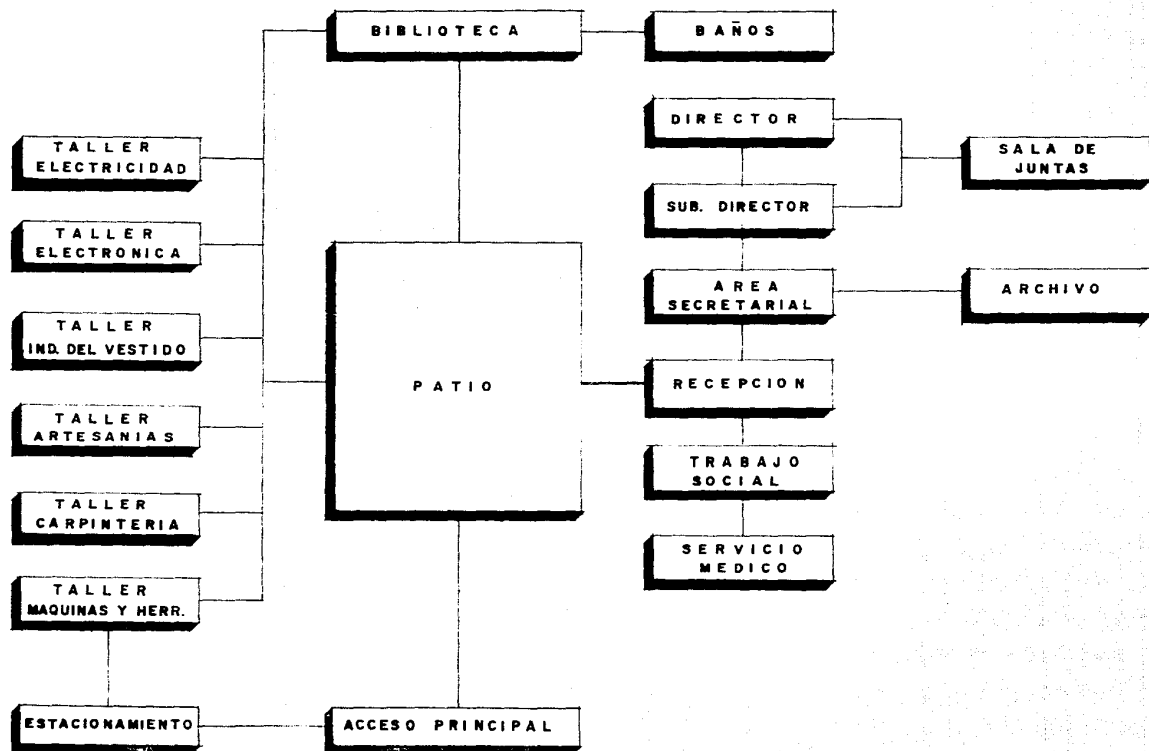 BIBLIOTECA
BAÑOS
DIRECTOR
TALLER
ELECTRICIDAD
SALA DE
JUNTAS
SUB. DIRECTOR
TALLER
ELECTRONICA
AREA
SECRETARIAL
ARCHIVO
TALLER
IND. DEL VESTIDO
PATIO
RECEPCION
TALLER
ARTESANIAS
TRABAJO
SOCIAL
TALLER
CARPINTERIA
SERVICIO
MEDICO
TALLER
MAQUINAS Y HERR.
ESTACIONAMIENTO
ACCESO PRINCIPAL